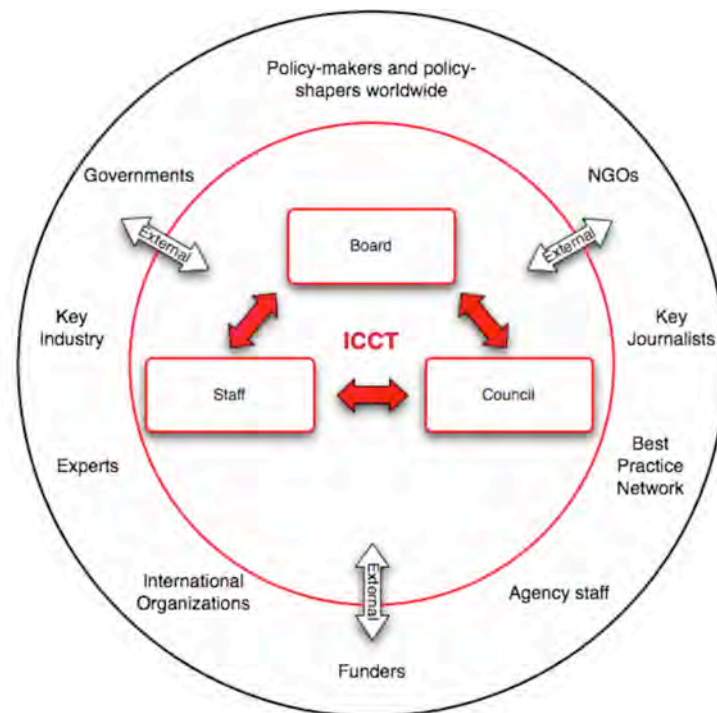 Policy-makers and policy-
shapers worldwide
Governments
NGOs
External
External
Board
Key
Industry
ICCT
Key
Journalists
Staff
Council
Experts
Best
Practice
Network
International
Organizations
External
Agency staff
Funders